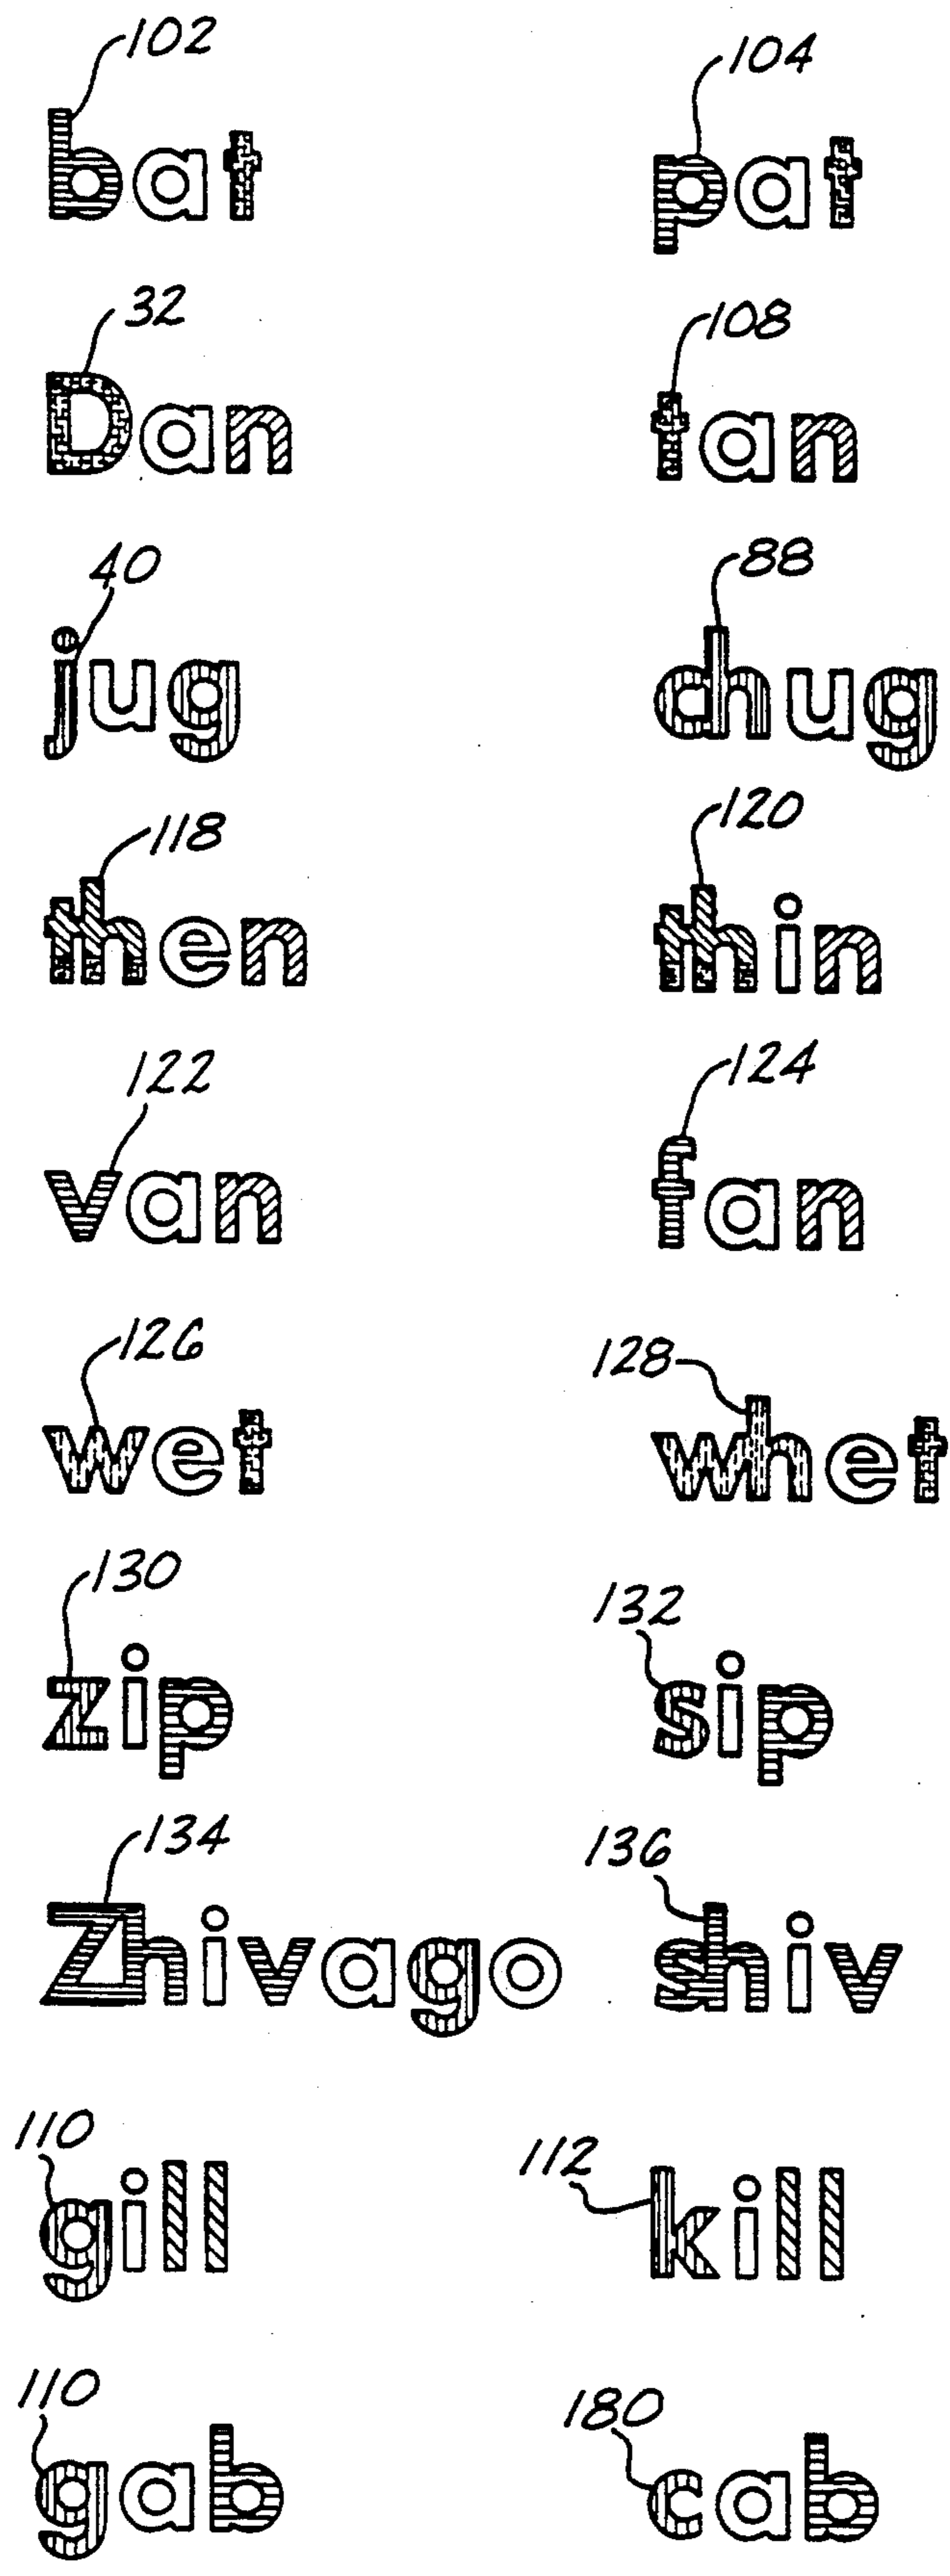 102 104
bat pat
32 108
Dan tan
40 88
jug chug
118 120
then thin
122 124
van fan
126 128
wet whet
130 132
zip sip
134 136
Zhivago shiv
110 112
gill kill
110 180
gab cab